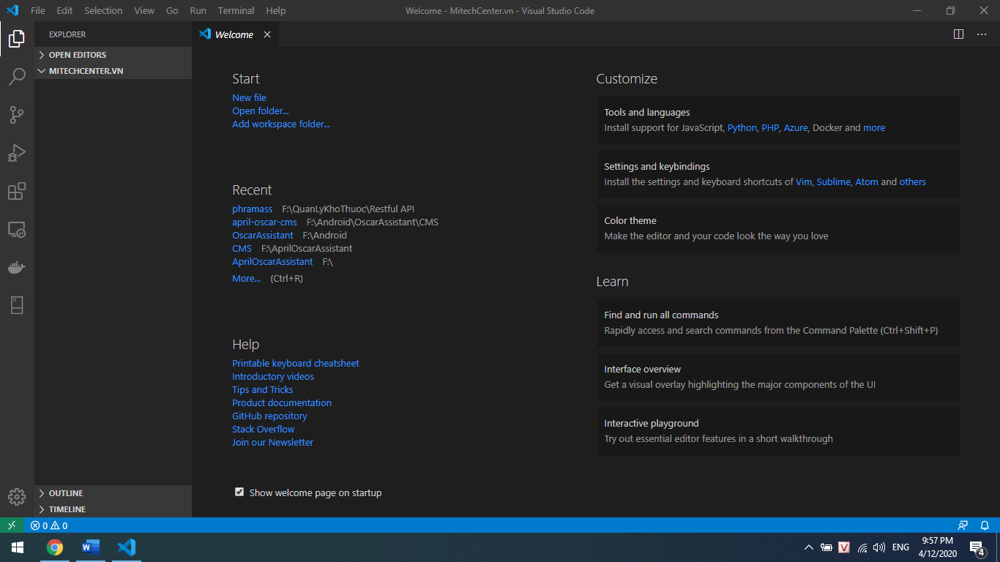 File Edit Selection View Go Run Terminal Help
Welcome - MitechCenter.vn - Visual Studio Code
EXPLORER
OPEN EDITORS
MITECHCENTER.VN
OUTLINE
TIMELINE
Welcome
Start
New file
Open folder...
Add workspace folder...
Recent
phramass F:\QuanLyKhoThuoc\Restful API
april-oscar-cms F:\Android\OscarAssistant\CMS
OscarAssistant F:\Android
CMS F:\AprilOscarAssistant
AprilOscarAssistant F:\
More... (Ctrl+R)
Help
Printable keyboard cheatsheet
Introductory videos
Tips and Tricks
Product documentation
GitHub repository
Stack Overflow
Join our Newsletter
Show welcome page on startup
Customize
Tools and languages
Install support for JavaScript, Python, PHP, Azure, Docker and more
Settings and keybindings
Install the settings and keyboard shortcuts of Vim, Sublime, Atom and others
Color theme
Make the editor and your code look the way you love
Learn
Find and run all commands
Rapidly access and search commands from the Command Palette (Ctrl+Shift+P)
Interface overview
Get a visual overlay highlighting the major components of the UI
Interactive playground
Try out essential editor features in a short walkthrough
0 0
W
V
ENG
9:57 PM
4/12/2020
4